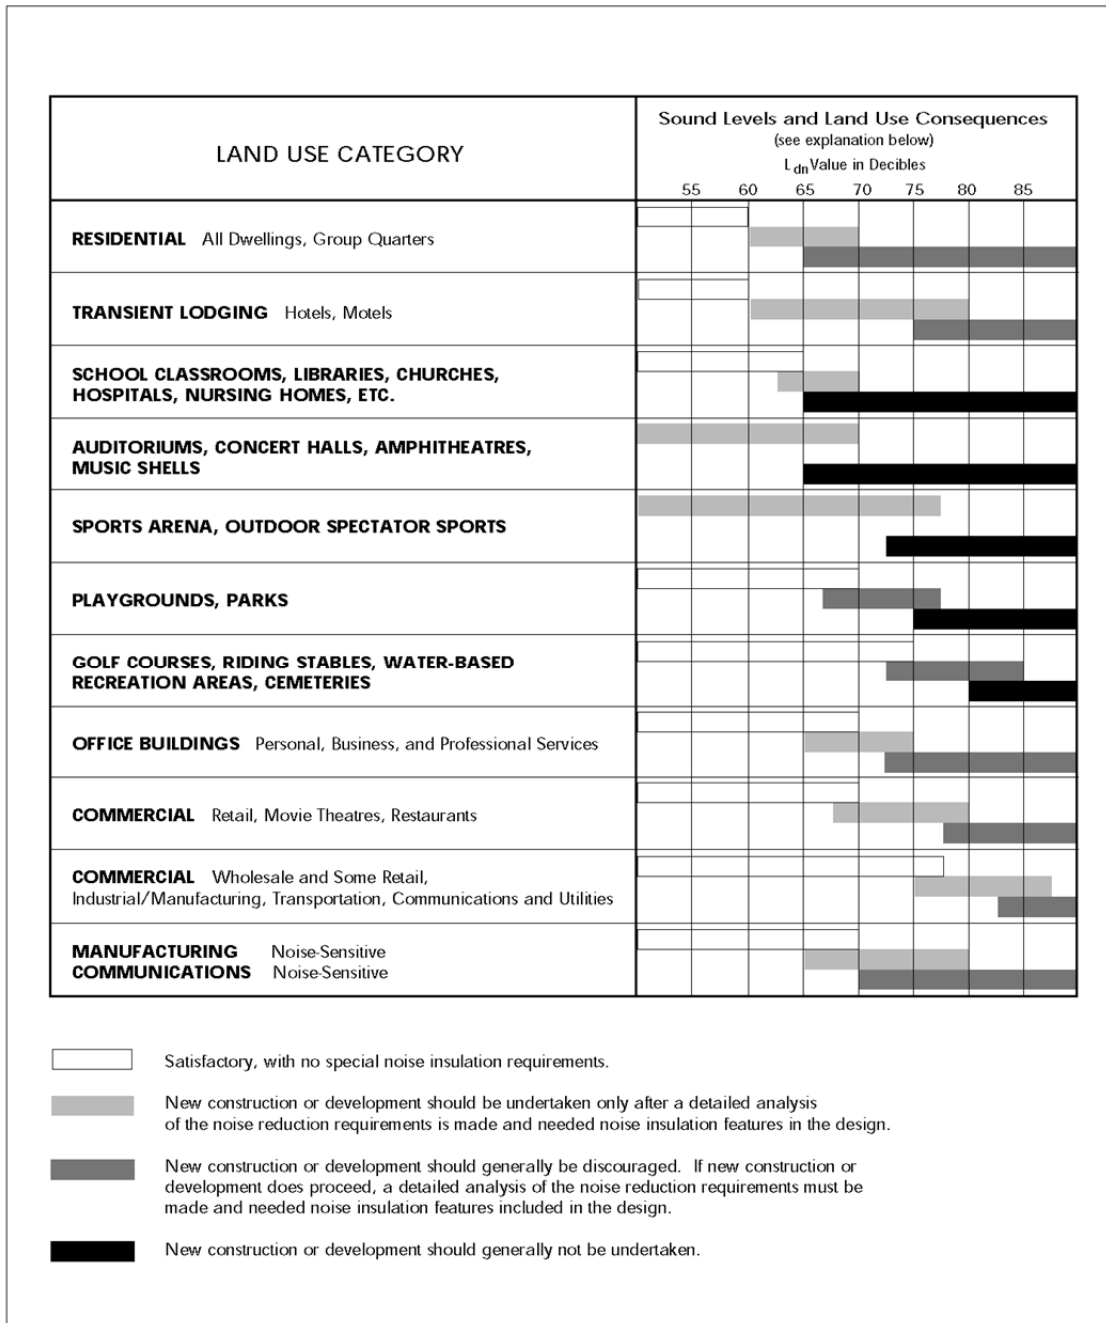 LAND USE CATEGORY
Sound Levels and Land Use Consequences
(see explanation below)
Ldn Value in Decibles
55 60 65 70 75 80 85
RESIDENTIAL All Dwellings, Group Quarters
TRANSIENT LODGING Hotels, Motels
SCHOOL CLASSROOMS, LIBRARIES, CHURCHES,
HOSPITALS, NURSING HOMES, ETC.
AUDITORIUMS, CONCERT HALLS, AMPHITHEATRES,
MUSIC SHELLS
SPORTS ARENA, OUTDOOR SPECTATOR SPORTS
PLAYGROUNDS, PARKS
GOLF COURSES, RIDING STABLES, WATER-BASED
RECREATION AREAS, CEMETERIES
OFFICE BUILDINGS Personal, Business, and Professional Services
COMMERCIAL Retail, Movie Theatres, Restaurants
COMMERCIAL Wholesale and Some Retail,
Industrial/Manufacturing, Transportation, Communications and Utilities
MANUFACTURING Noise-Sensitive
COMMUNICATIONS Noise-Sensitive
Satisfactory, with no special noise insulation requirements.
New construction or development should be undertaken only after a detailed analysis
of the noise reduction requirements is made and needed noise insulation features in the design.
New construction or development should generally be discouraged. If new construction or
development does proceed, a detailed analysis of the noise reduction requirements must be
made and needed noise insulation features included in the design.
New construction or development should generally not be undertaken.